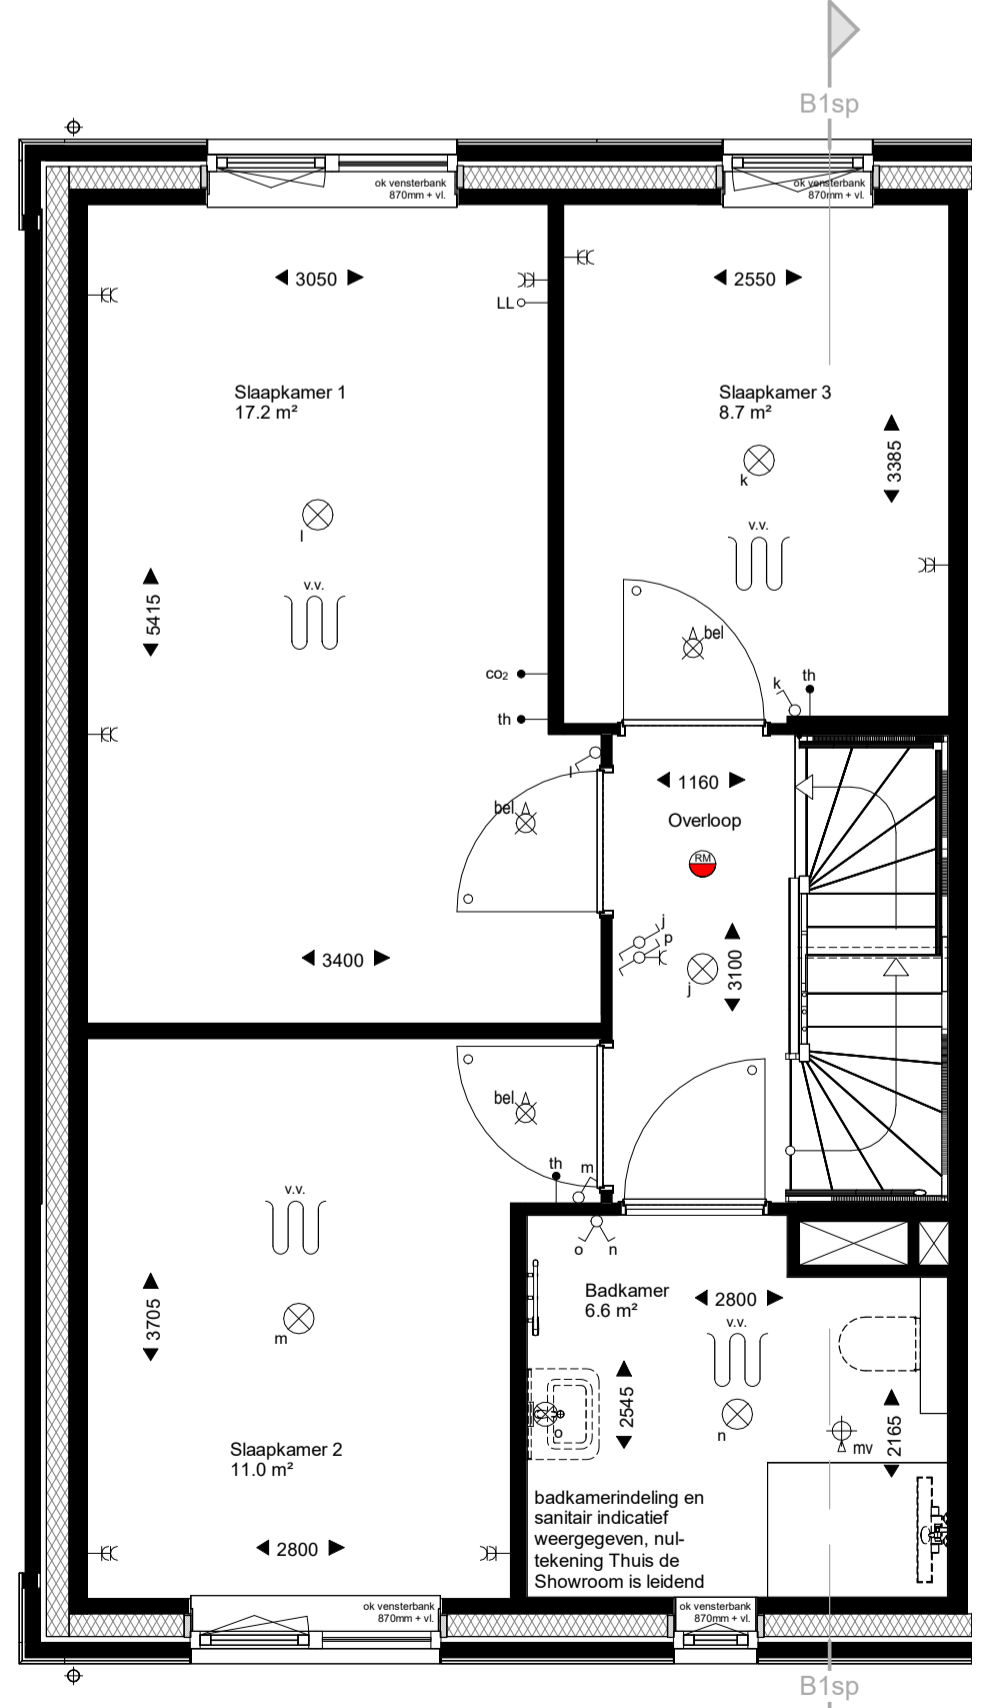 B1sp
ok vensterbank
870mm + vl.
ok vensterbank
870mm + vl.
3050
2550
LL
Slaapkamer 1
17.2 m²
Slaapkamer 3
8.7 m²
3385
k
l
v.v.
v.v.
5415
bel
co₂
th
k
th
l
1160
bel
Overloop
RM
j
p
3400
3100
j
bel
th
m
v.v.
o
n
Badkamer
6.6 m²
2800
3705
m
v.v.
2545
o
n
2165
mv
Slaapkamer 2
11.0 m²
badkamerindeling en
sanitair indicatief
weergegeven, nul-
tekening Thuis de
Showroom is leidend
2800
ok vensterbank
870mm + vl.
ok vensterbank
870mm + vl.
B1sp